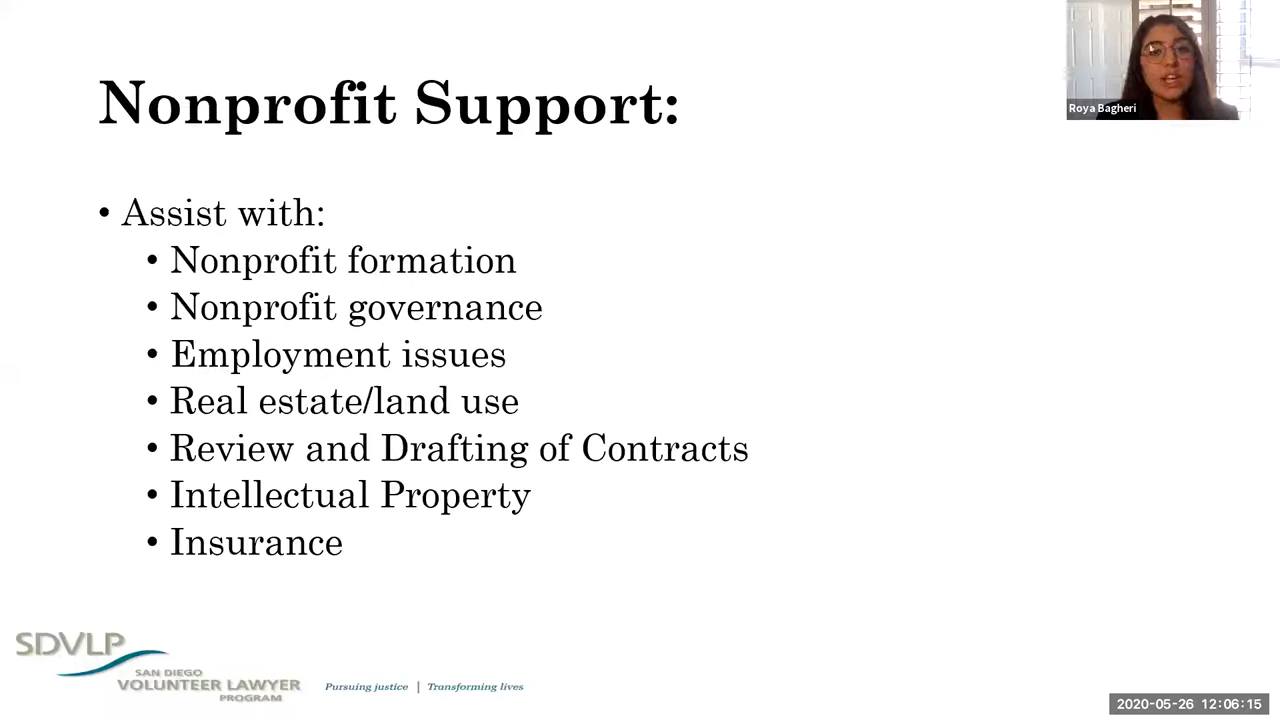 Nonprofit Support:
Roya Bagheri
• Assist with:
• Nonprofit formation
• Nonprofit governance
• Employment issues
• Real estate/land use
• Review and Drafting of Contracts
• Intellectual Property
• Insurance
SDVLP
SAN DIEGO
VOLUNTEER LAWYER
PROGRAM
Pursuing justice | Transforming lives
2020-05-26 12:06:15